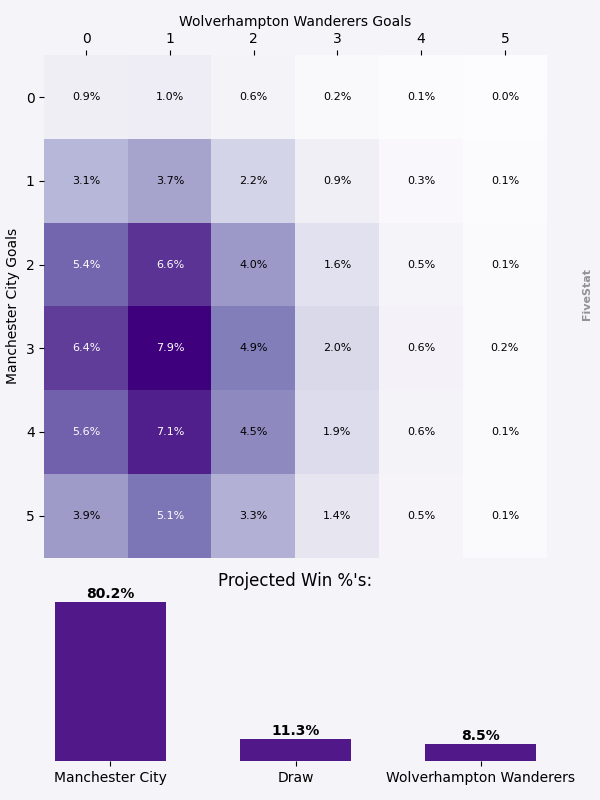 Wolverhampton Wanderers Goals
0 1 2 3 4 5
Manchester City Goals
0 0.9% 1.0% 0.6% 0.2% 0.1% 0.0%
1 3.1% 3.7% 2.2% 0.9% 0.3% 0.1%
2 5.4% 6.6% 4.0% 1.6% 0.5% 0.1%
3 6.4% 7.9% 4.9% 2.0% 0.6% 0.2%
4 5.6% 7.1% 4.5% 1.9% 0.6% 0.1%
5 3.9% 5.1% 3.3% 1.4% 0.5% 0.1%
FiveStat
Projected Win %'s:
80.2% 11.3% 8.5%
Manchester City Draw Wolverhampton Wanderers